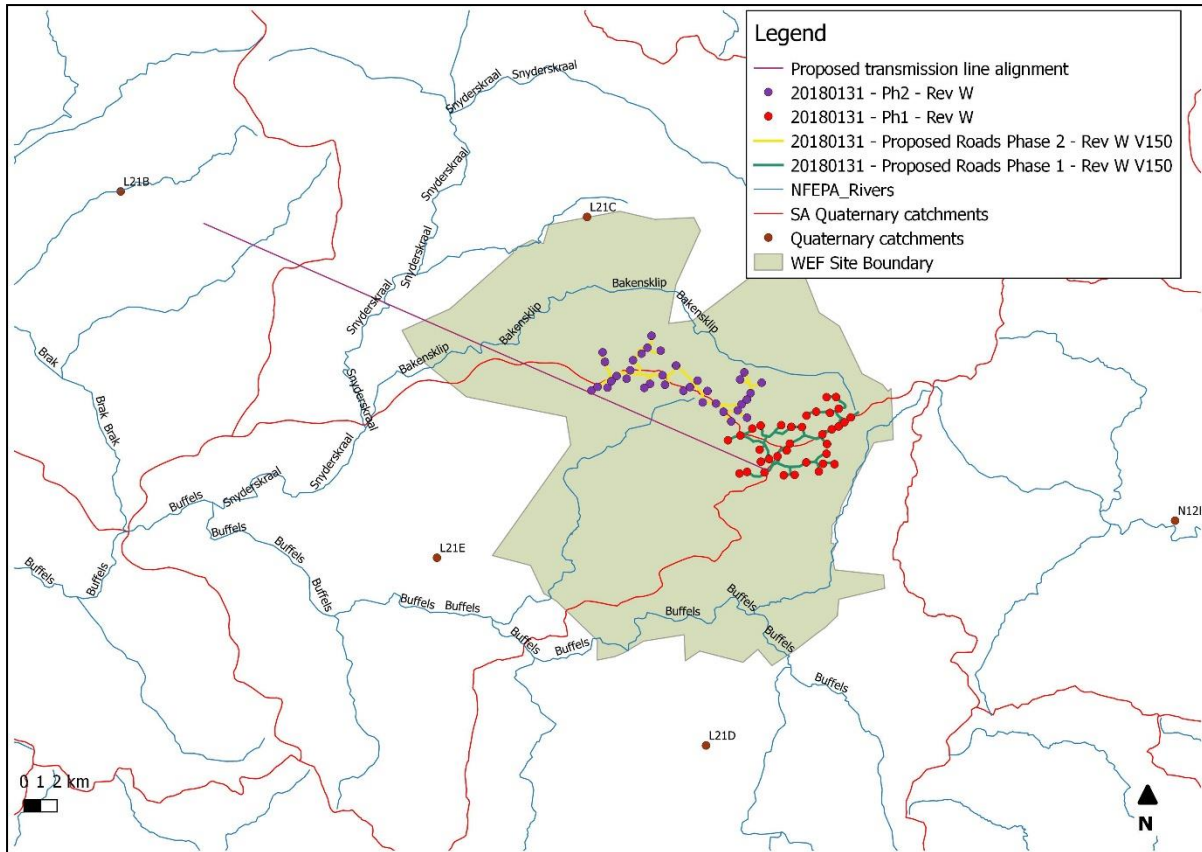 Legend
Proposed transmission line alignment
20180131 - Ph2 - Rev W
20180131 - Ph1 - Rev W
20180131 - Proposed Roads Phase 2 - Rev W V150
20180131 - Proposed Roads Phase 1 - Rev W V150
NFEPA_Rivers
SA Quaternary catchments
Quaternary catchments
WEF Site Boundary
Snyderskraal
Snyderskraal
Snyderskraal
Snyderskraal
L21B
L21C
Snyderskraal
Snyderskraal
Bakensklip
Bakensklip
Bakensklip
Brak
Bakensklip
Snyderskraal
Brak
Brak
Snyderskraal
Snyderskraal
Buffels
Buffels
N12
L21E
Buffels
Buffels
Buffels
Buffels
Buffels
Buffels
Buffels
Buffels
Buffels
Buffels
Buffels
L21D
0 1 2 km
N